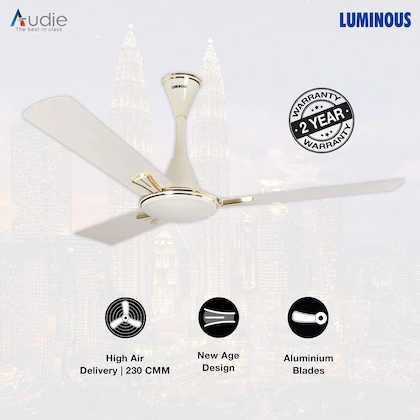 Audie
The best in class
LUMINOUS
LUMINOUS
WARRANTY
2 YEAR
WARRANTY
High Air
Delivery | 230 CMM
New Age
Design
Aluminium
Blades